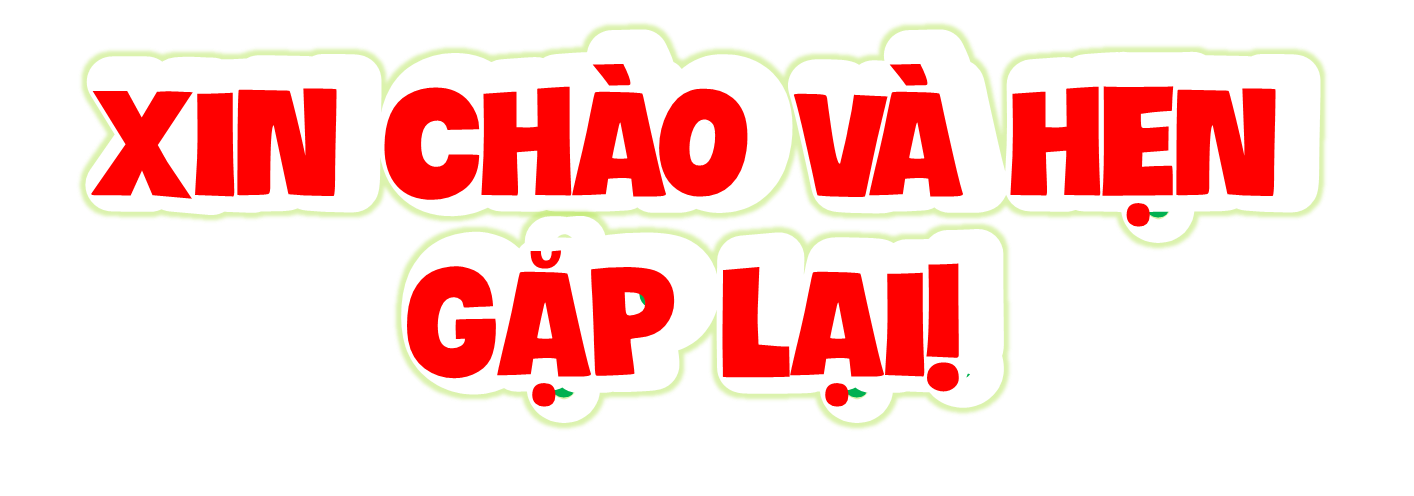 XIN CHÀO VÀ HẸN
GẶP LẠI!